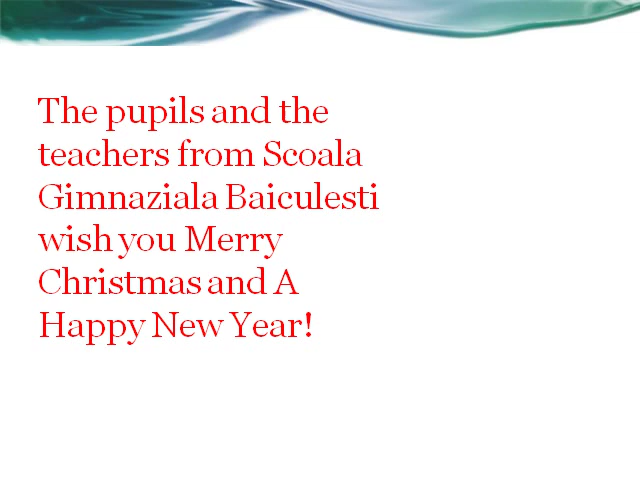 The pupils and the
teachers from Scoala
Gimnaziala Baiculesti
wish you Merry
Christmas and A
Happy New Year!